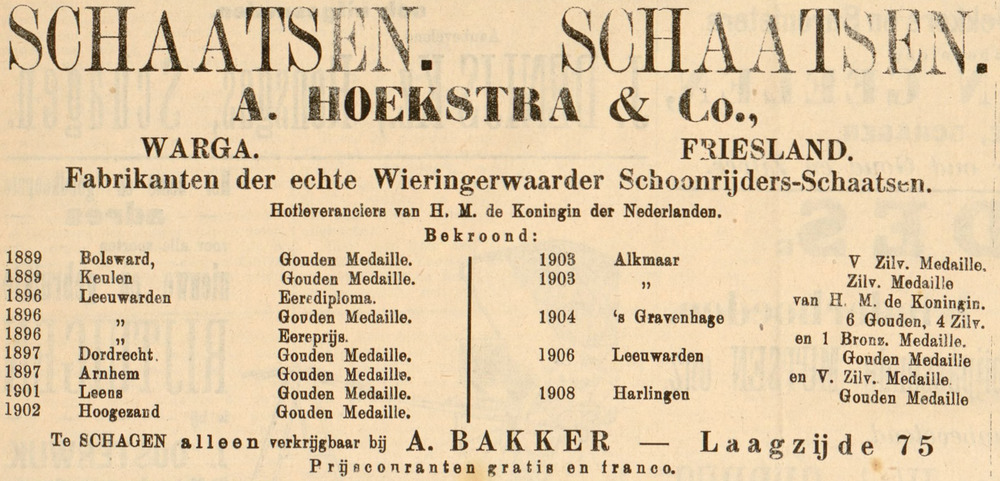 SCHAATSEN. SCHAATSEN.
A. HOEKSTRA & Co.,
WARGA. FRIESLAND.
Fabrikanten der echte Wieringerwaarder Schoonrijders-Schaatsen.
Hofleveranciers van H. M. de Koningin der Nederlanden.
Bekroond:
1889 Bolsward, Gouden Medaille.
1889 Keulen Gouden Medaille.
1896 Leeuwarden Eerediploma.
1896 „ Gouden Medaille.
1896 „ Eereprijs.
1897 Dordrecht. Gouden Medaille.
1897 Arnhem Gouden Medaille.
1901 Leens Gouden Medaille.
1902 Hoogezand Gouden Medaille.
1903 Alkmaar V Zilv. Medaille.
1903 „ Zilv. Medaille
van H. M. de Koningin.
1904 's Gravenhage 6 Gouden, 4 Zilv.
en 1 Bronz. Medaille.
1906 Leeuwarden Gouden Medaille
en V. Zilv. Medaille.
1908 Harlingen Gouden Medaille
Te SCHAGEN alleen verkrijgbaar bij A. BAKKER — Laagzijde 75
Prijscouranten gratis en franco.